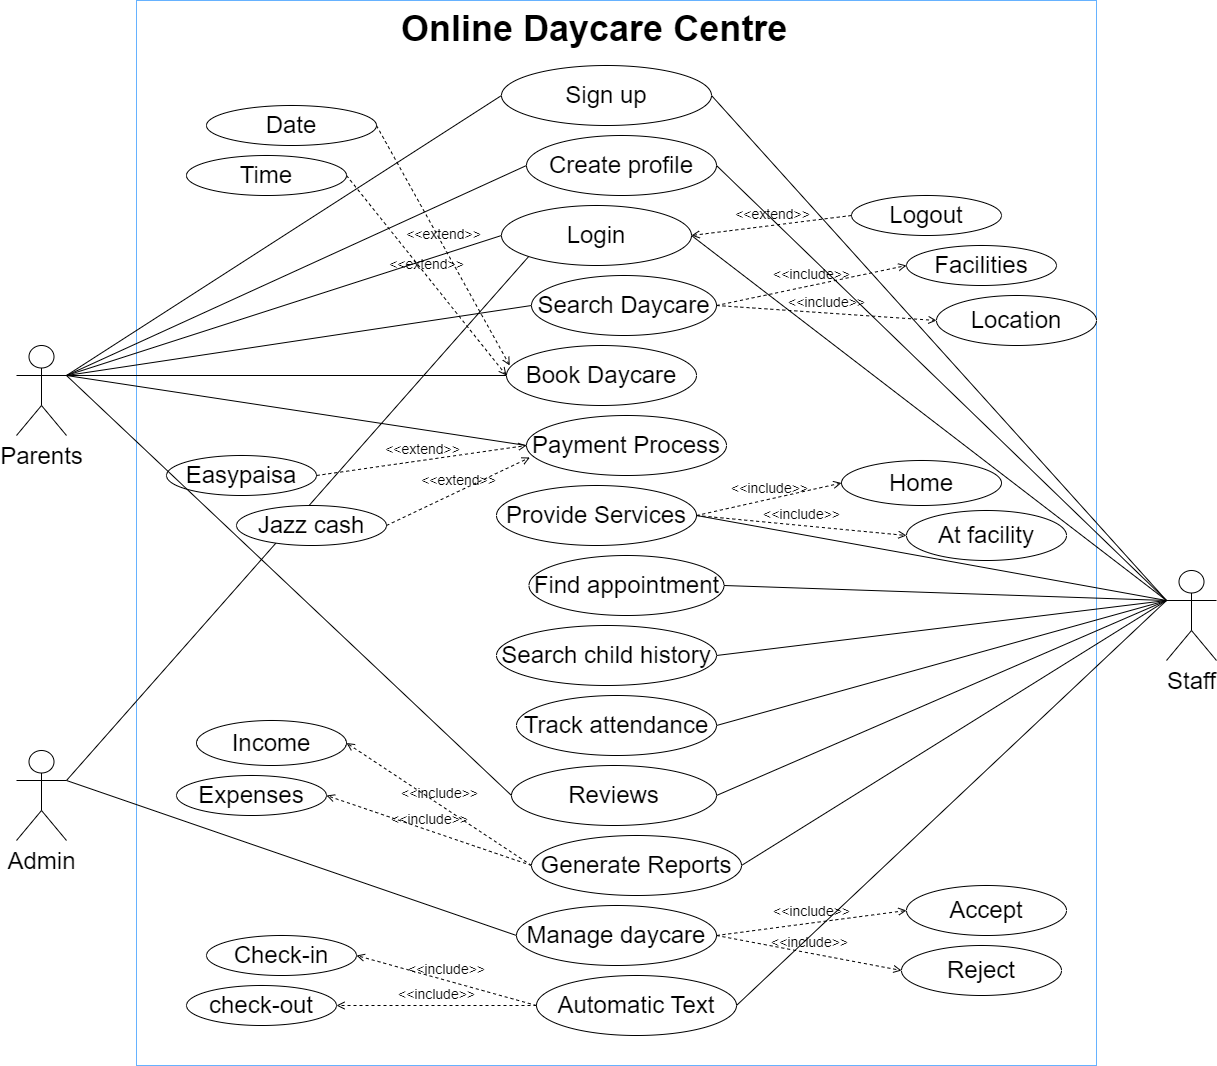 Online Daycare Centre
Sign up
Date
Create profile
Time
Logout
<<extend>>
<<extend>>
Login
<<extend>>
Facilities
<<include>>
Search Daycare
<<include>>
Location
Book Daycare
Parents
Payment Process
<<extend>>
Easypaisa
<<extend>>
Home
<<include>>
Provide Services
<<include>>
Jazz cash
At facility
Find appointment
Search child history
Staff
Track attendance
Income
Expenses
<<include>>
Reviews
<<include>>
Admin
Generate Reports
Accept
<<include>>
Manage daycare
<<include>>
Check-in
<<include>>
Reject
<<include>>
check-out
Automatic Text